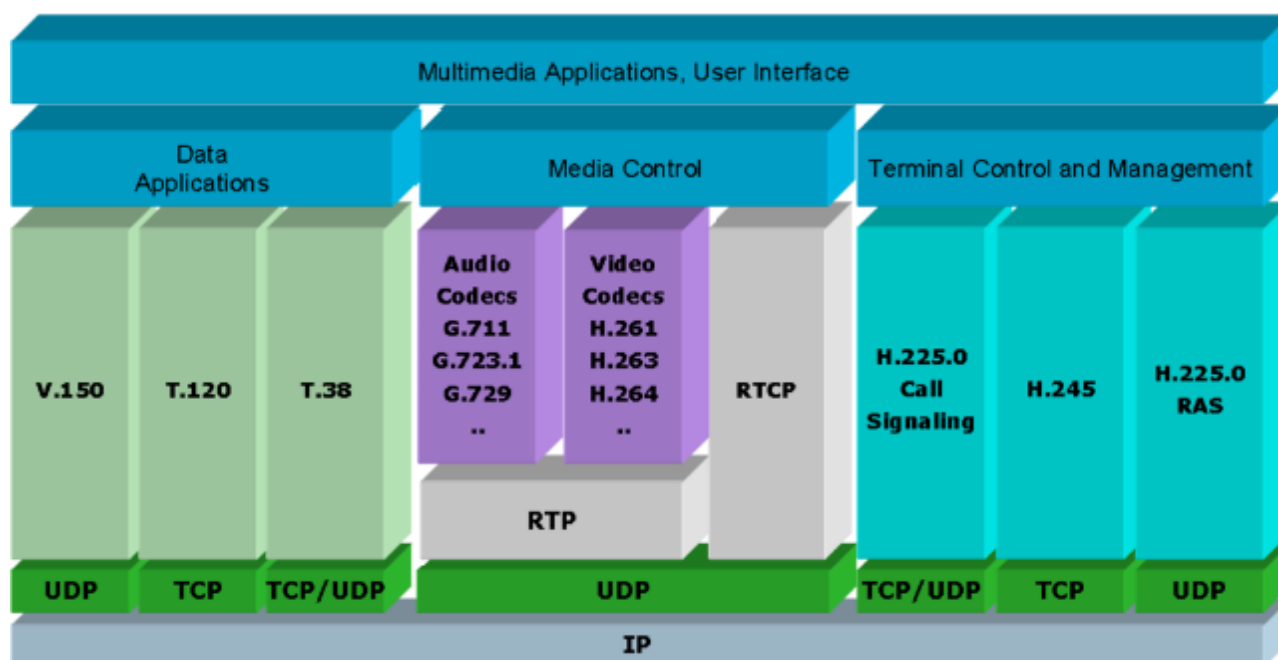 Multimedia Applications, User Interface
Data
Applications
Media Control
Terminal Control and Management
V.150
T.120
T.38
Audio
Codecs
G.711
G.723.1
G.729
..
Video
Codecs
H.261
H.263
H.264
..
RTP
RTCP
H.225.0
Call
Signaling
H.245
H.225.0
RAS
UDP
TCP
TCP/UDP
UDP
TCP/UDP
TCP
UDP
IP